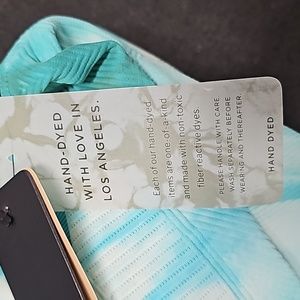 HAND-DYED
WITH LOVE IN
LOS ANGELES.
Each of our hand-dyed
items are one-of-a-kind
and made with non-toxic
fiber reactive dyes.
PLEASE HANDLE WITH CARE
WASH SEPARATELY BEFORE
WEARING AND THEREAFTER.
HAND DYED